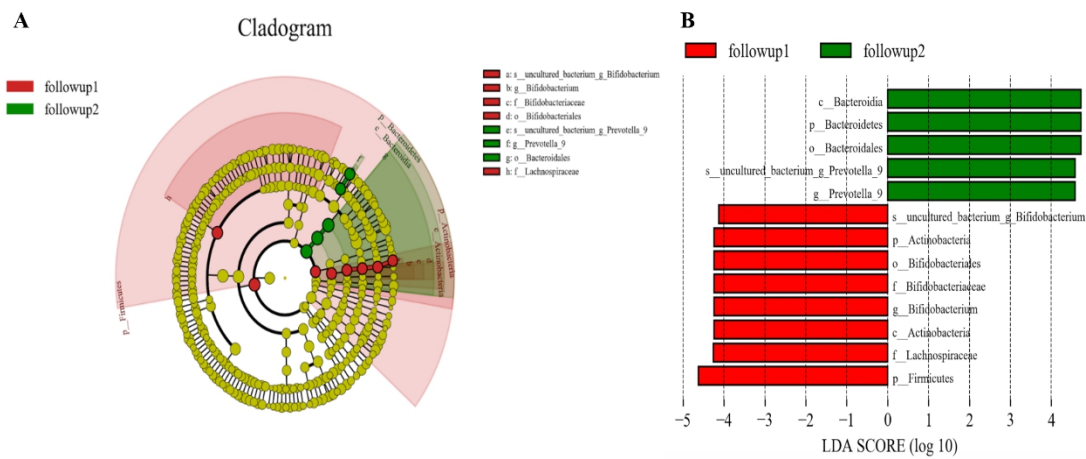 A
Cladogram
followup1
followup2
a: s__uncultured_bacterium_g_Bifidobacterium
b: g__Bifidobacterium
c: f__Bifidobacteriaceae
d: o__Bifidobacteriales
e: s__uncultured_bacterium_g_Prevotella_9
f: g__Prevotella_9
g: o__Bacteroidales
h: f__Lachnospiraceae
p__Bacteroidetes
c__Bacteroidia
g
p__Actinobacteria
c__Actinobacteria
d
c
b
h
p__Firmicutes
B
followup1
followup2
c__Bacteroidia
p__Bacteroidetes
o__Bacteroidales
s__uncultured_bacterium_g_Prevotella_9
g__Prevotella_9
s__uncultured_bacterium_g_Bifidobacterium
p__Actinobacteria
o__Bifidobacteriales
f__Bifidobacteriaceae
g__Bifidobacterium
c__Actinobacteria
f__Lachnospiraceae
p__Firmicutes
−5 −4 −3 −2 −1 0 1 2 3 4
LDA SCORE (log 10)